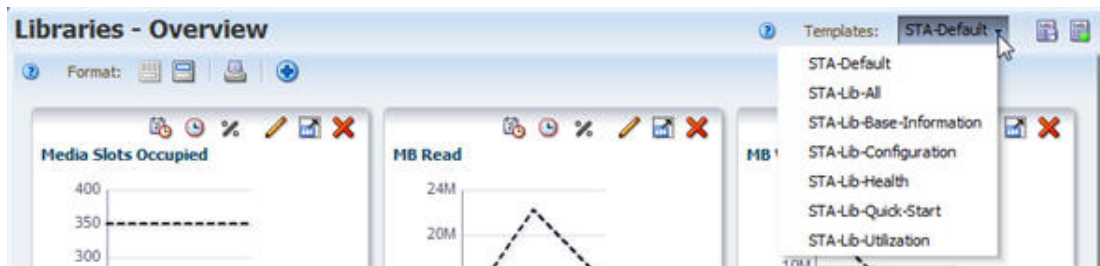 Libraries - Overview
Templates: STA-Default
Format:
STA-Default
STA-Lib-All
STA-Lib-Base-Information
STA-Lib-Configuration
STA-Lib-Health
STA-Lib-Quick-Start
STA-Lib-Utilization
Media Slots Occupied
400
350
300
MB Read
24M
20M
MB
10M